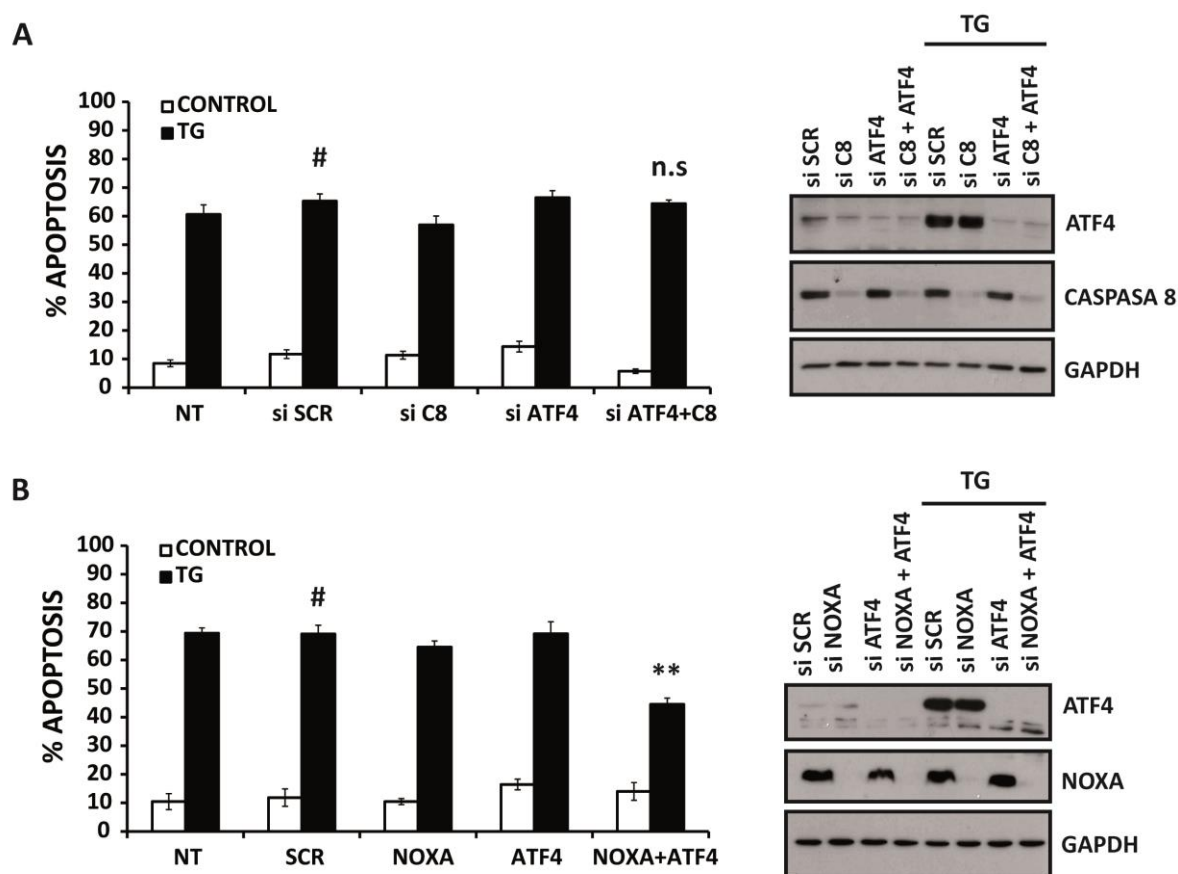 A
% APOPTOSIS
100
90
80
70
60
50
40
30
20
10
0
CONTROL
TG
#
n.s
NT
si SCR
si C8
si ATF4
si ATF4+C8
TG
si SCR
si C8
si ATF4
si C8 + ATF4
si SCR
si C8
si ATF4
si C8 + ATF4
ATF4
CASPASA 8
GAPDH
B
% APOPTOSIS
100
90
80
70
60
50
40
30
20
10
0
CONTROL
TG
#
**
NT
SCR
NOXA
ATF4
NOXA+ATF4
TG
si SCR
si NOXA
si ATF4
si NOXA + ATF4
si SCR
si NOXA
si ATF4
si NOXA + ATF4
ATF4
NOXA
GAPDH